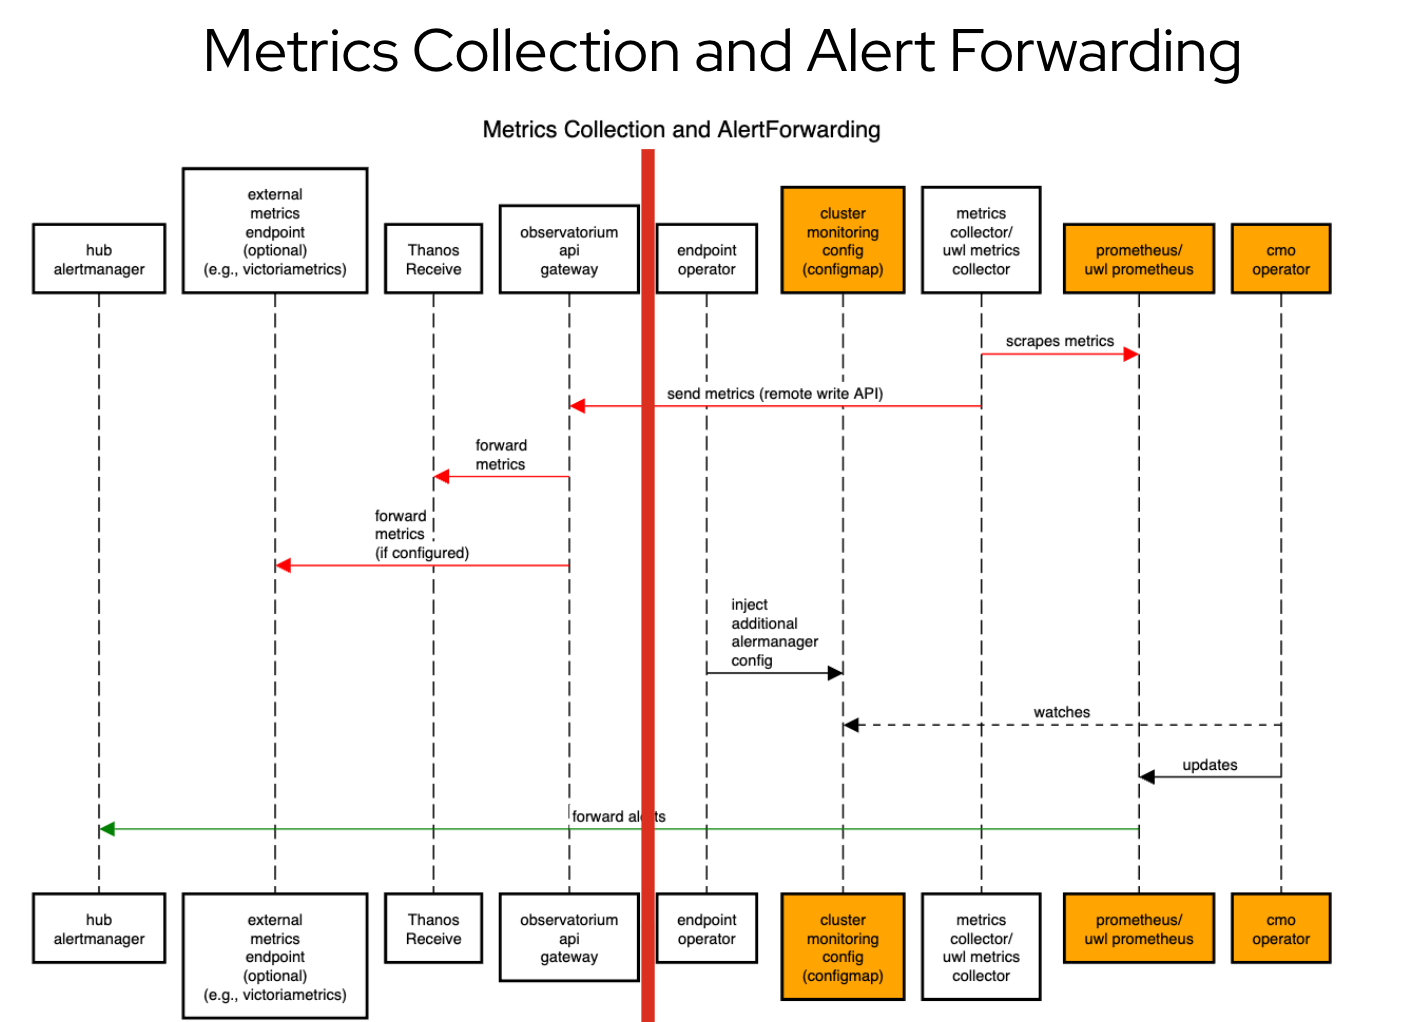 Metrics Collection and Alert Forwarding
Metrics Collection and AlertForwarding
hub
alertmanager
external
metrics
endpoint
(optional)
(e.g., victoriametrics)
Thanos
Receive
observatorium
api
gateway
endpoint
operator
cluster
monitoring
config
(configmap)
metrics
collector/
uwl metrics
collector
prometheus/
uwl prometheus
cmo
operator
scrapes metrics
send metrics (remote write API)
forward
metrics
forward
metrics
(if configured)
inject
additional
alermanager
config
watches
updates
forward alerts
hub
alertmanager
external
metrics
endpoint
(optional)
(e.g., victoriametrics)
Thanos
Receive
observatorium
api
gateway
endpoint
operator
cluster
monitoring
config
(configmap)
metrics
collector/
uwl metrics
collector
prometheus/
uwl prometheus
cmo
operator